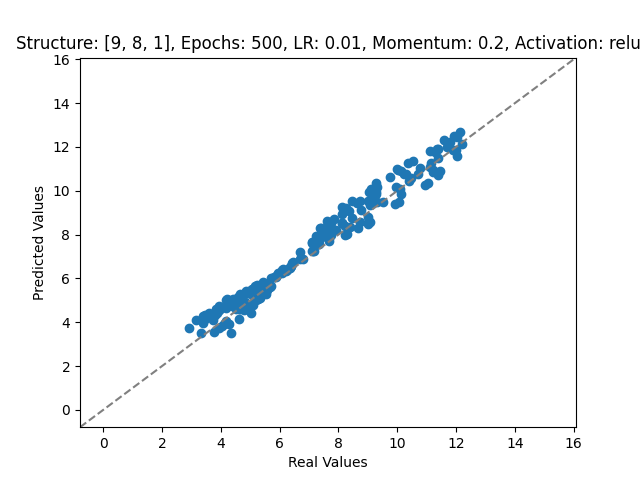 Structure: [9, 8, 1], Epochs: 500, LR: 0.01, Momentum: 0.2, Activation: relu
16
14
12
10
8
6
4
2
0
Predicted Values
0 2 4 6 8 10 12 14 16
Real Values